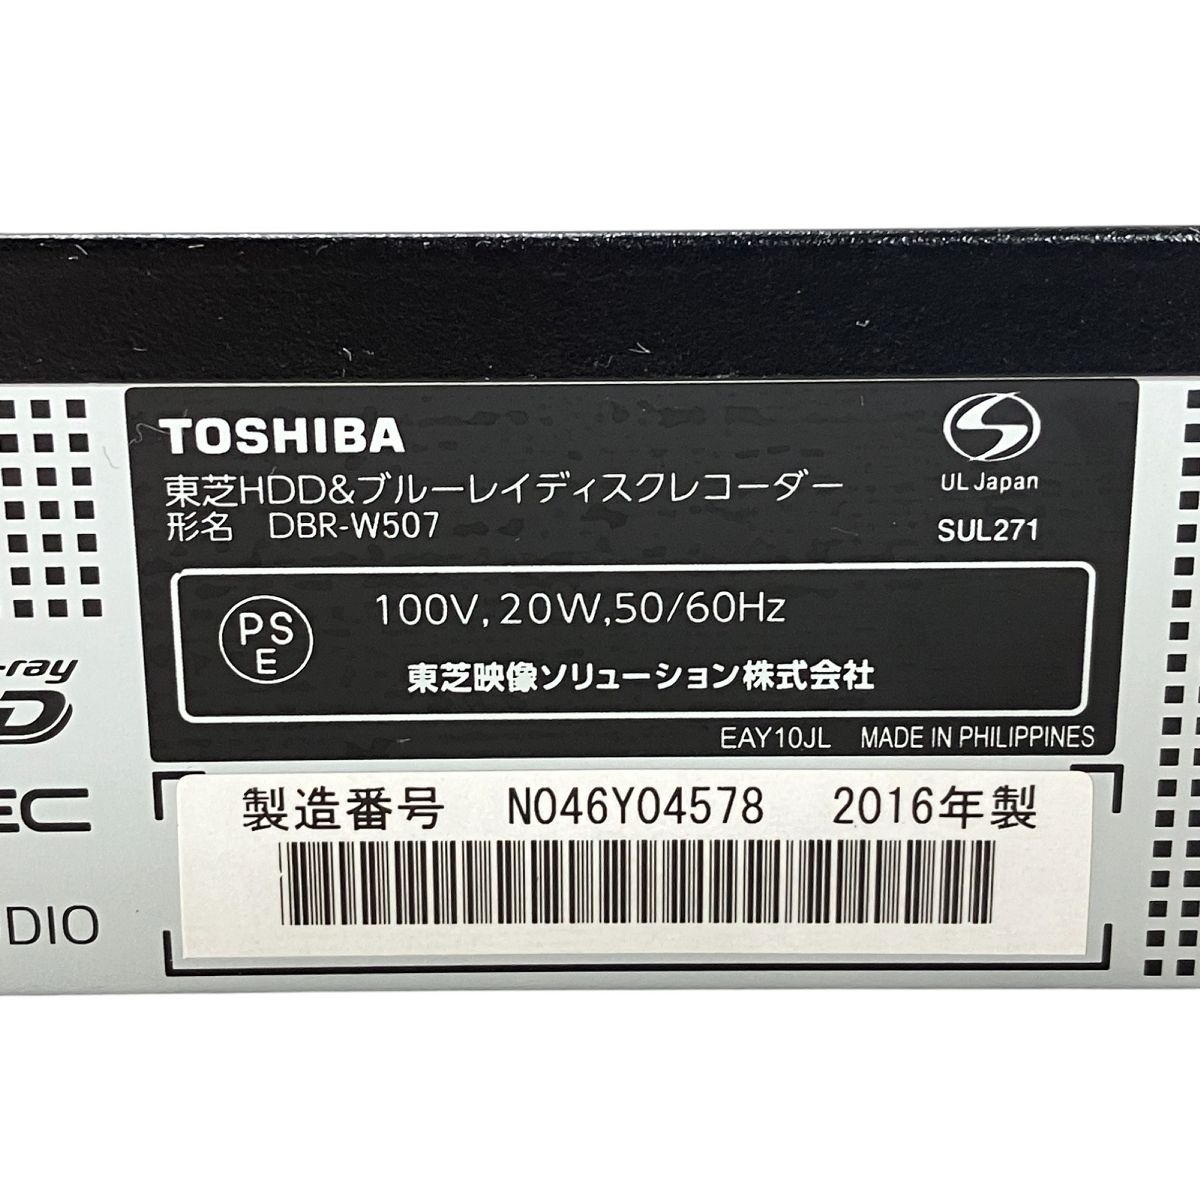 TOSHIBA
東芝HDD&ブルーレイディスクレコーダー
形名 DBR-W507
UL Japan
SUL271
PS
E
100V,20W,50/60Hz
東芝映像ソリューション株式会社
EAY10JL MADE IN PHILIPPINES
製造番号 N046Y04578 2016年製
-ray
D
EC
DIO